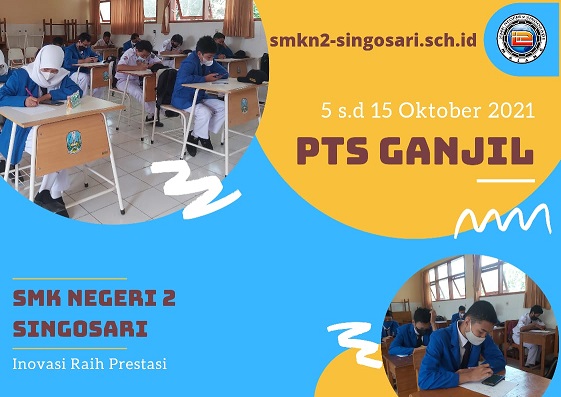 smkn2-singosari.sch.id
5 s.d 15 Oktober 2021
PTS GANJIL
SMK NEGERI 2
SINGOSARI
Inovasi Raih Prestasi